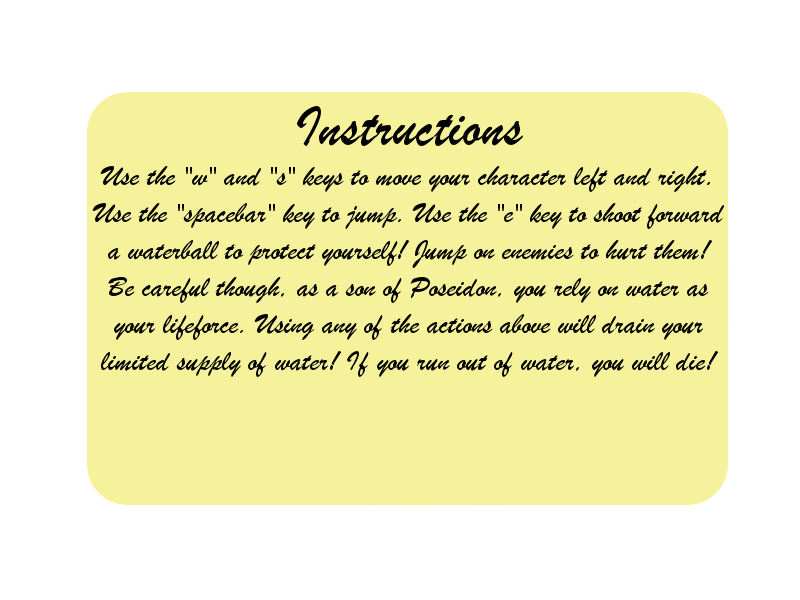 Instructions
Use the "w" and "s" keys to move your character left and right.
Use the "spacebar" key to jump. Use the "e" key to shoot forward
a waterball to protect yourself! Jump on enemies to hurt them!
Be careful though, as a son of Poseidon, you rely on water as
your lifeforce. Using any of the actions above will drain your
limited supply of water! If you run out of water, you will die!